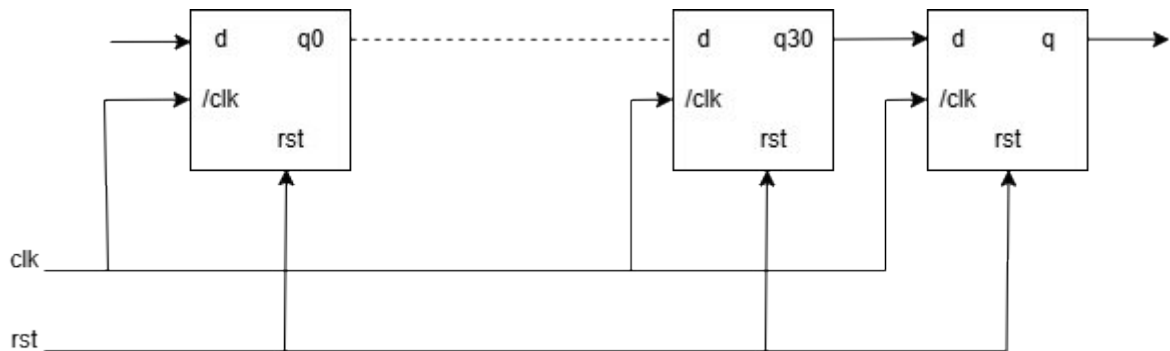 d q0 d q30 d q
/clk /clk /clk
rst rst rst
clk
rst